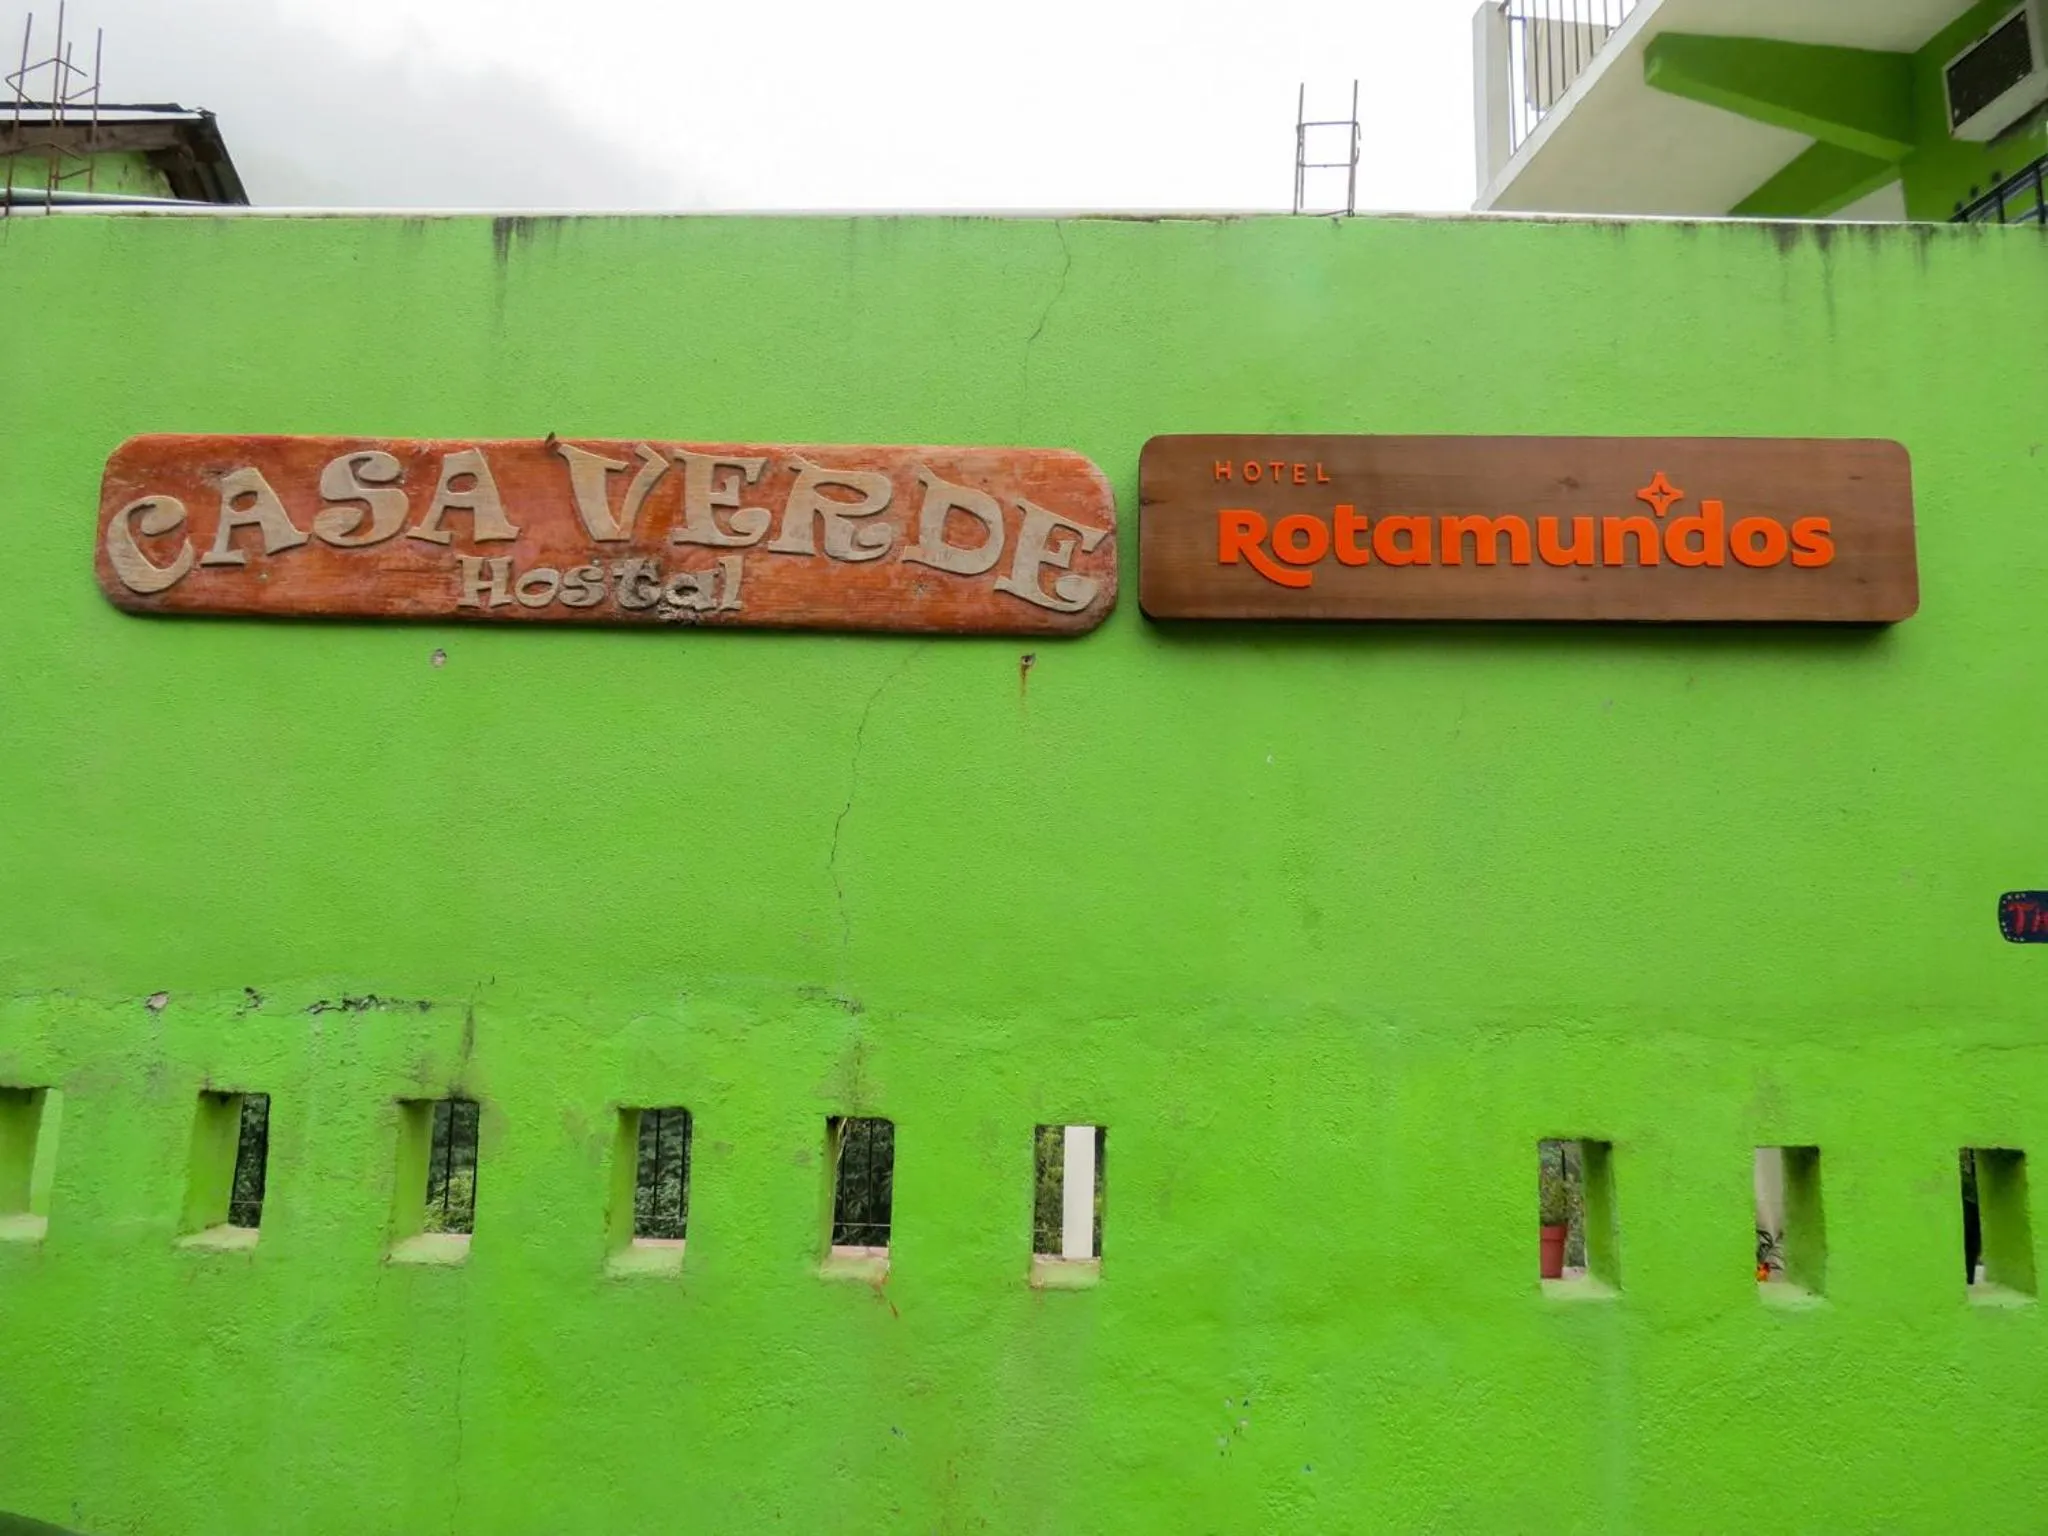 CASA VERDE
Hostal
HOTEL
Rotamundos